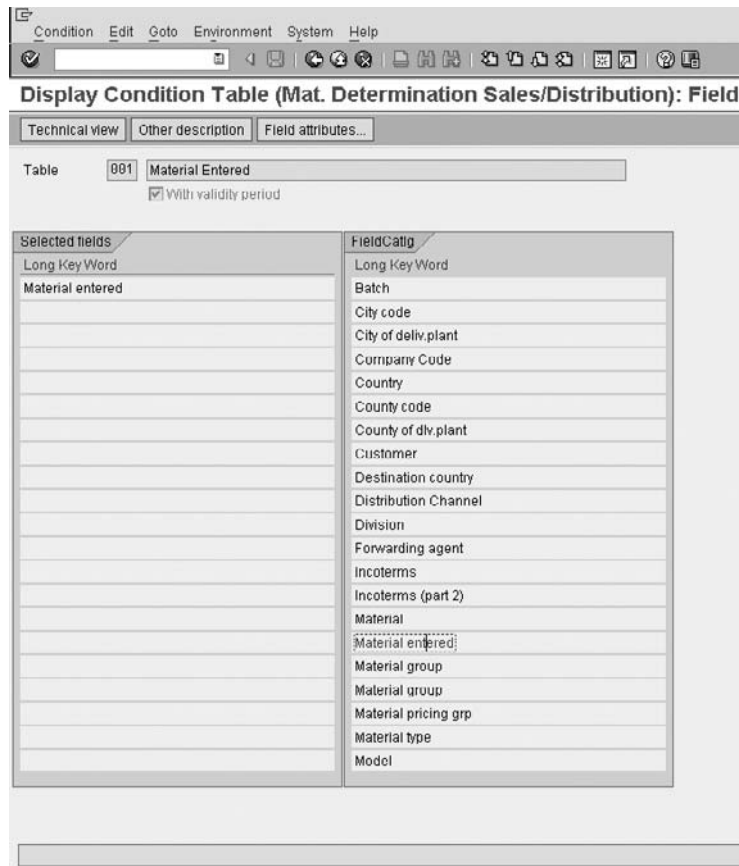 Condition Edit Goto Environment System Help
Display Condition Table (Mat. Determination Sales/Distribution): Field
Technical view Other description Field attributes...
Table 001 Material Entered
With validity period
Selected fields
Long Key Word
Material entered
FieldCatlg
Long Key Word
Batch
City code
City of deliv.plant
Company Code
Country
County code
County of dlv.plant
Customer
Destination country
Distribution Channel
Division
Forwarding agent
Incoterms
Incoterms (part 2)
Material
Material entered
Material group
Material group
Material pricing grp
Material type
Model